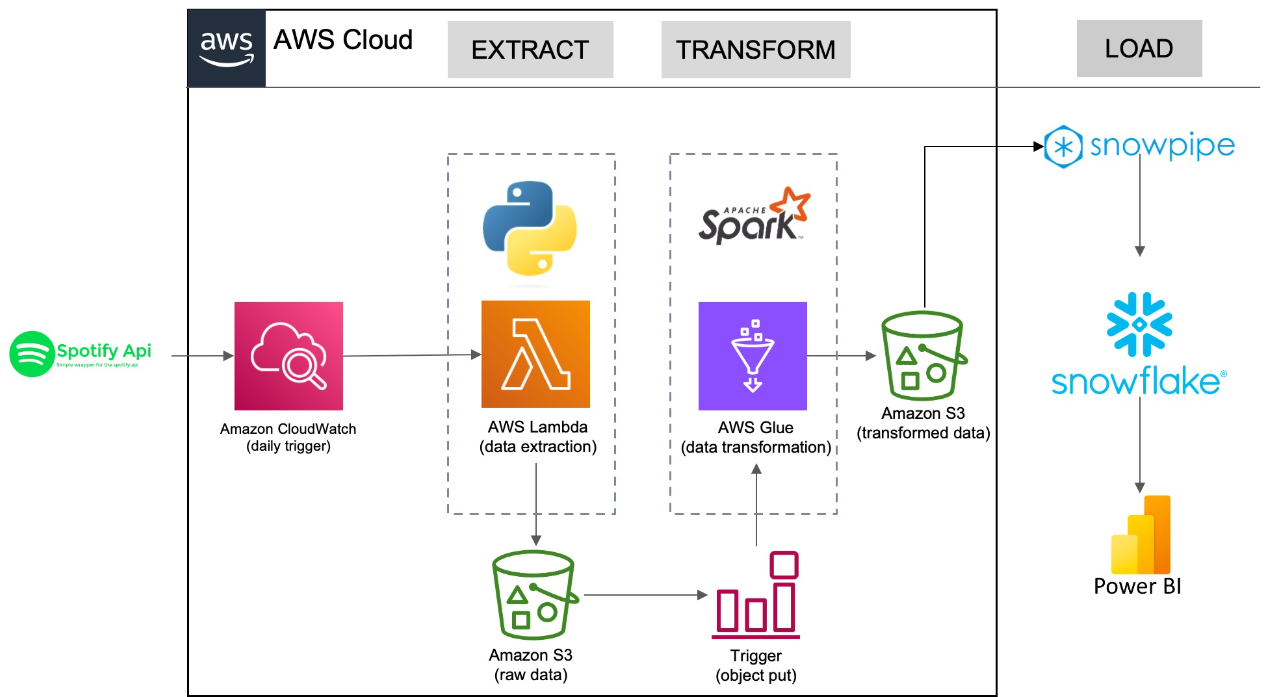 aws
AWS Cloud
EXTRACT
TRANSFORM
LOAD
snowpipe
APACHE
Spark™
Spotify Api
Simple wrapper for the spotify api
Amazon CloudWatch
(daily trigger)
AWS Lambda
(data extraction)
AWS Glue
(data transformation)
Amazon S3
(transformed data)
snowflake®
Power BI
Amazon S3
(raw data)
Trigger
(object put)